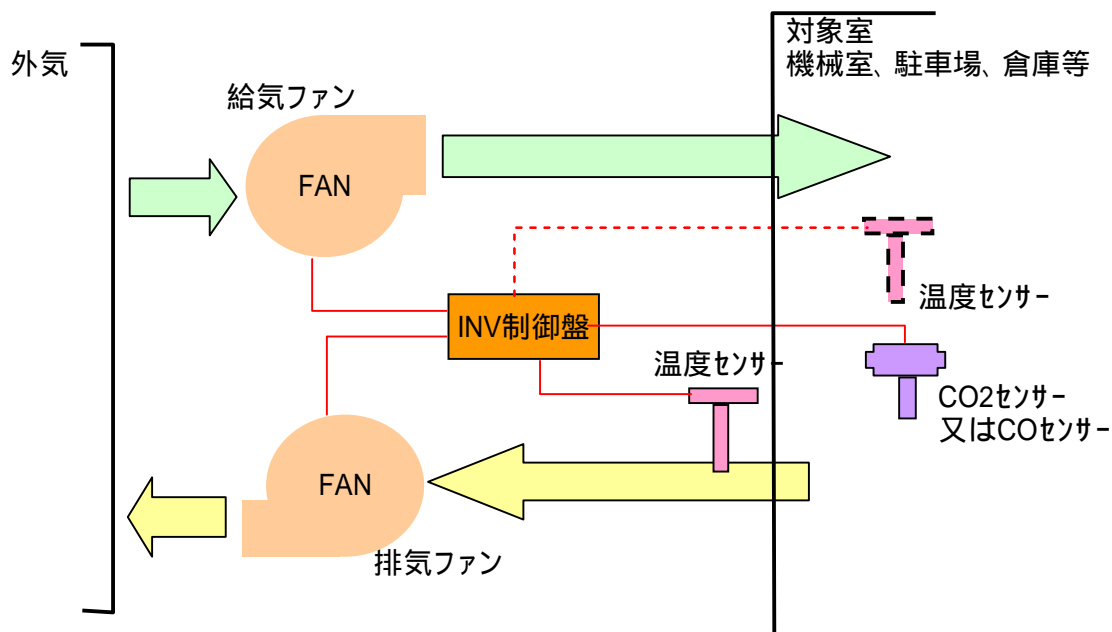 外気
対象室
機械室、駐車場、倉庫等
給気ファン
FAN
温度ｾﾝｻｰ
INV制御盤
温度ｾﾝｻｰ
CO2ｾﾝｻｰ
又はCOｾﾝｻｰ
FAN
排気ファン